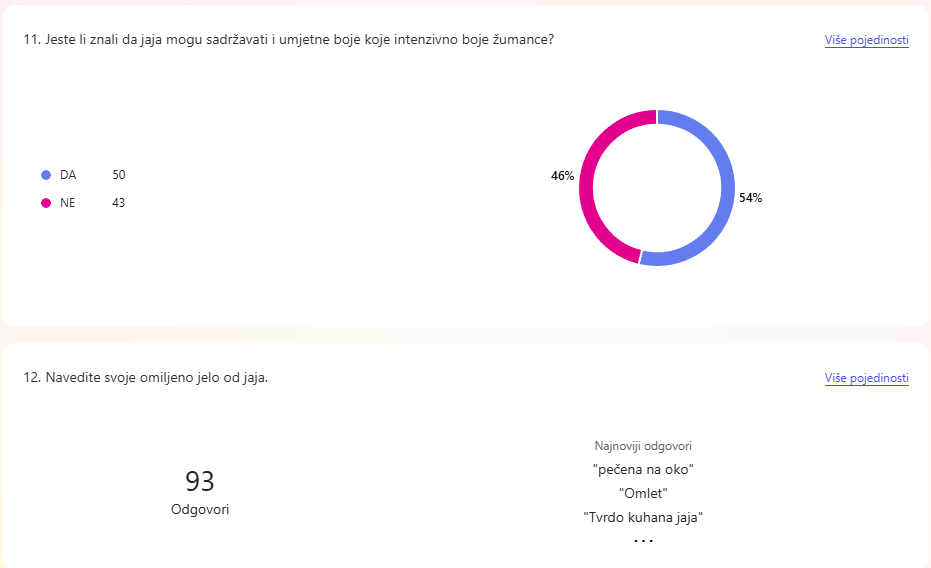 11. Jeste li znali da jaja mogu sadržavati i umjetne boje koje intenzivno boje žumance?
Više pojedinosti
DA 50
NE 43
46%
54%
12. Navedite svoje omiljeno jelo od jaja.
Više pojedinosti
93
Odgovori
Najnoviji odgovori
"pečena na oko"
"Omlet"
"Tvrdo kuhana jaja"
...